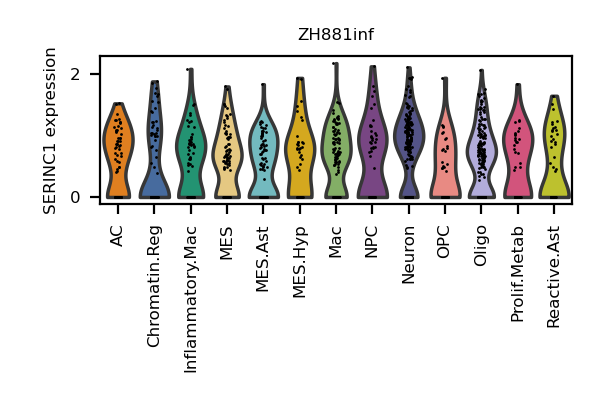 ZH881inf
SERINC1 expression
2
0
AC
Chromatin.Reg
Inflammatory.Mac
MES
MES.Ast
MES.Hyp
Mac
NPC
Neuron
OPC
Oligo
Prolif.Metab
Reactive.Ast